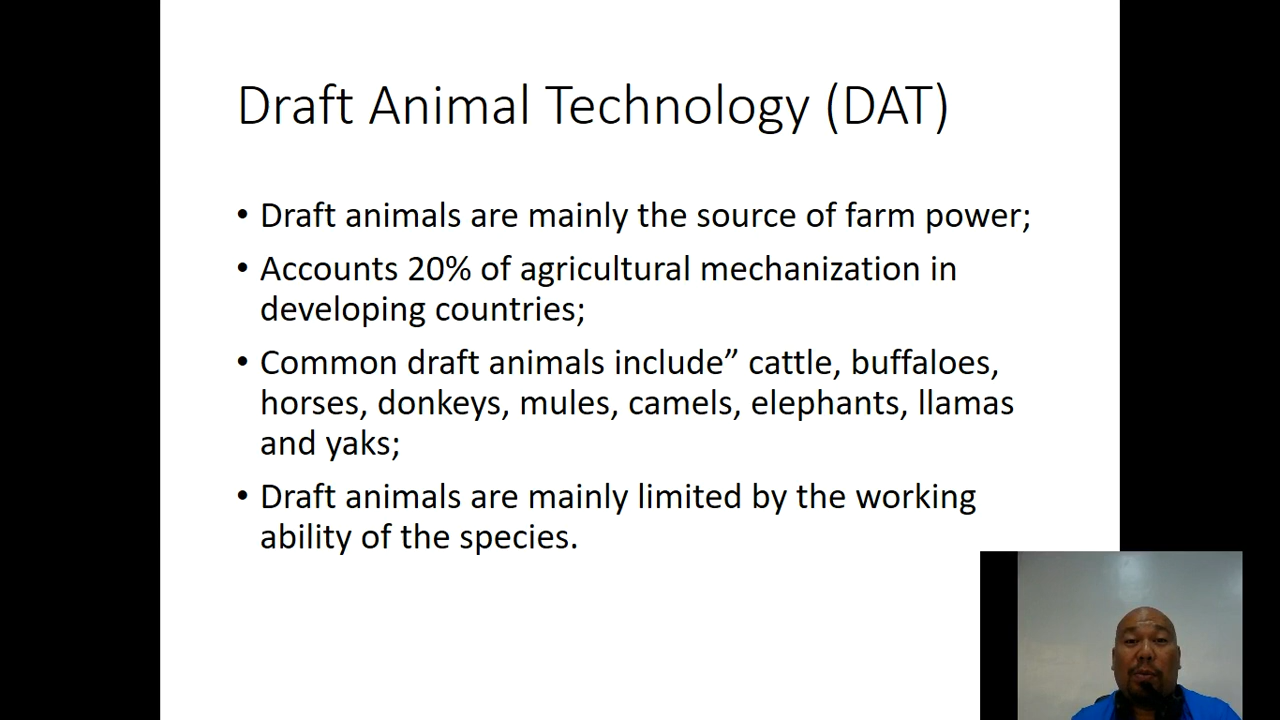 Draft Animal Technology (DAT)
• Draft animals are mainly the source of farm power;
• Accounts 20% of agricultural mechanization in
developing countries;
• Common draft animals include” cattle, buffaloes,
horses, donkeys, mules, camels, elephants, llamas
and yaks;
• Draft animals are mainly limited by the working
ability of the species.